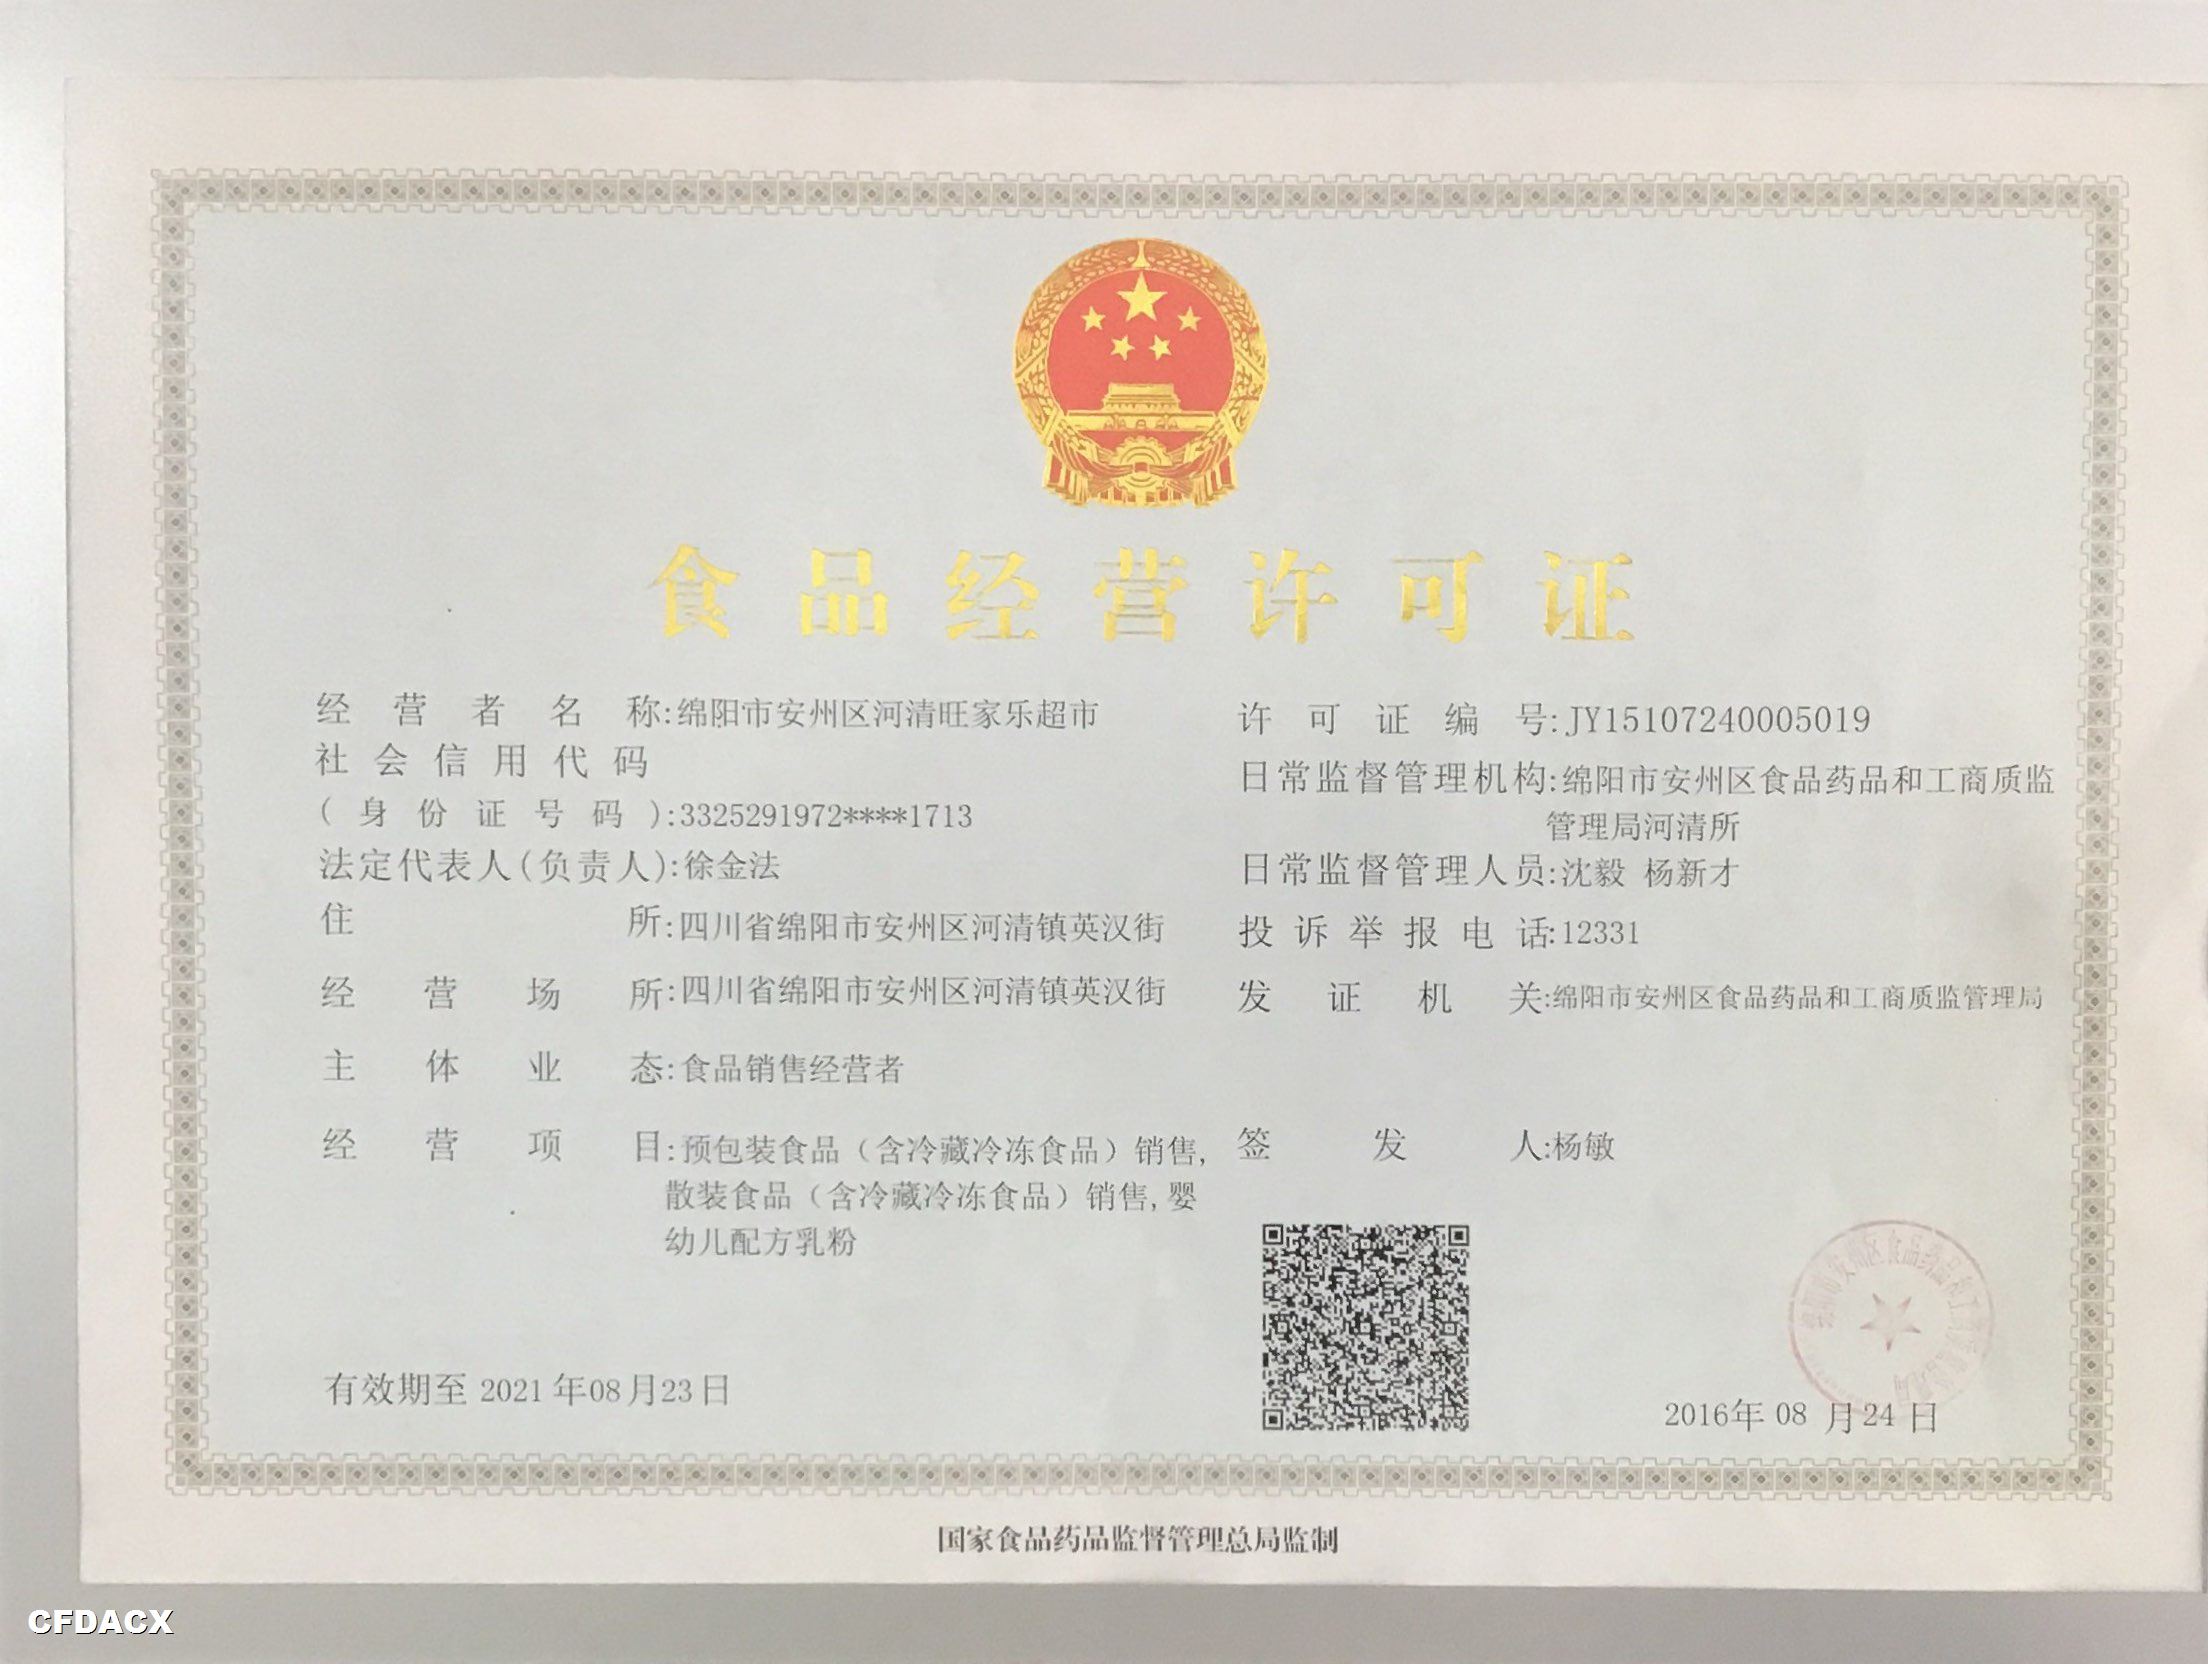 食品经营许可证
经营者名称:绵阳市安州区河清旺家乐超市
社会信用代码
(身份证号码):3325291972****1713
法定代表人(负责人):徐金法
住所:四川省绵阳市安州区河清镇英汉街
经营场所:四川省绵阳市安州区河清镇英汉街
主体业态:食品销售经营者
经营项目:预包装食品（含冷藏冷冻食品）销售,
散装食品（含冷藏冷冻食品）销售,婴
幼儿配方乳粉
有效期至 2021 年08月23日
许可证编号:JY15107240005019
日常监督管理机构:绵阳市安州区食品药品和工商质监
管理局河清所
日常监督管理人员:沈毅 杨新才
投诉举报电话:12331
发证机关:绵阳市安州区食品药品和工商质监管理局
签发人:杨敏
2016年 08 月24日
国家食品药品监督管理总局监制
CFDACX